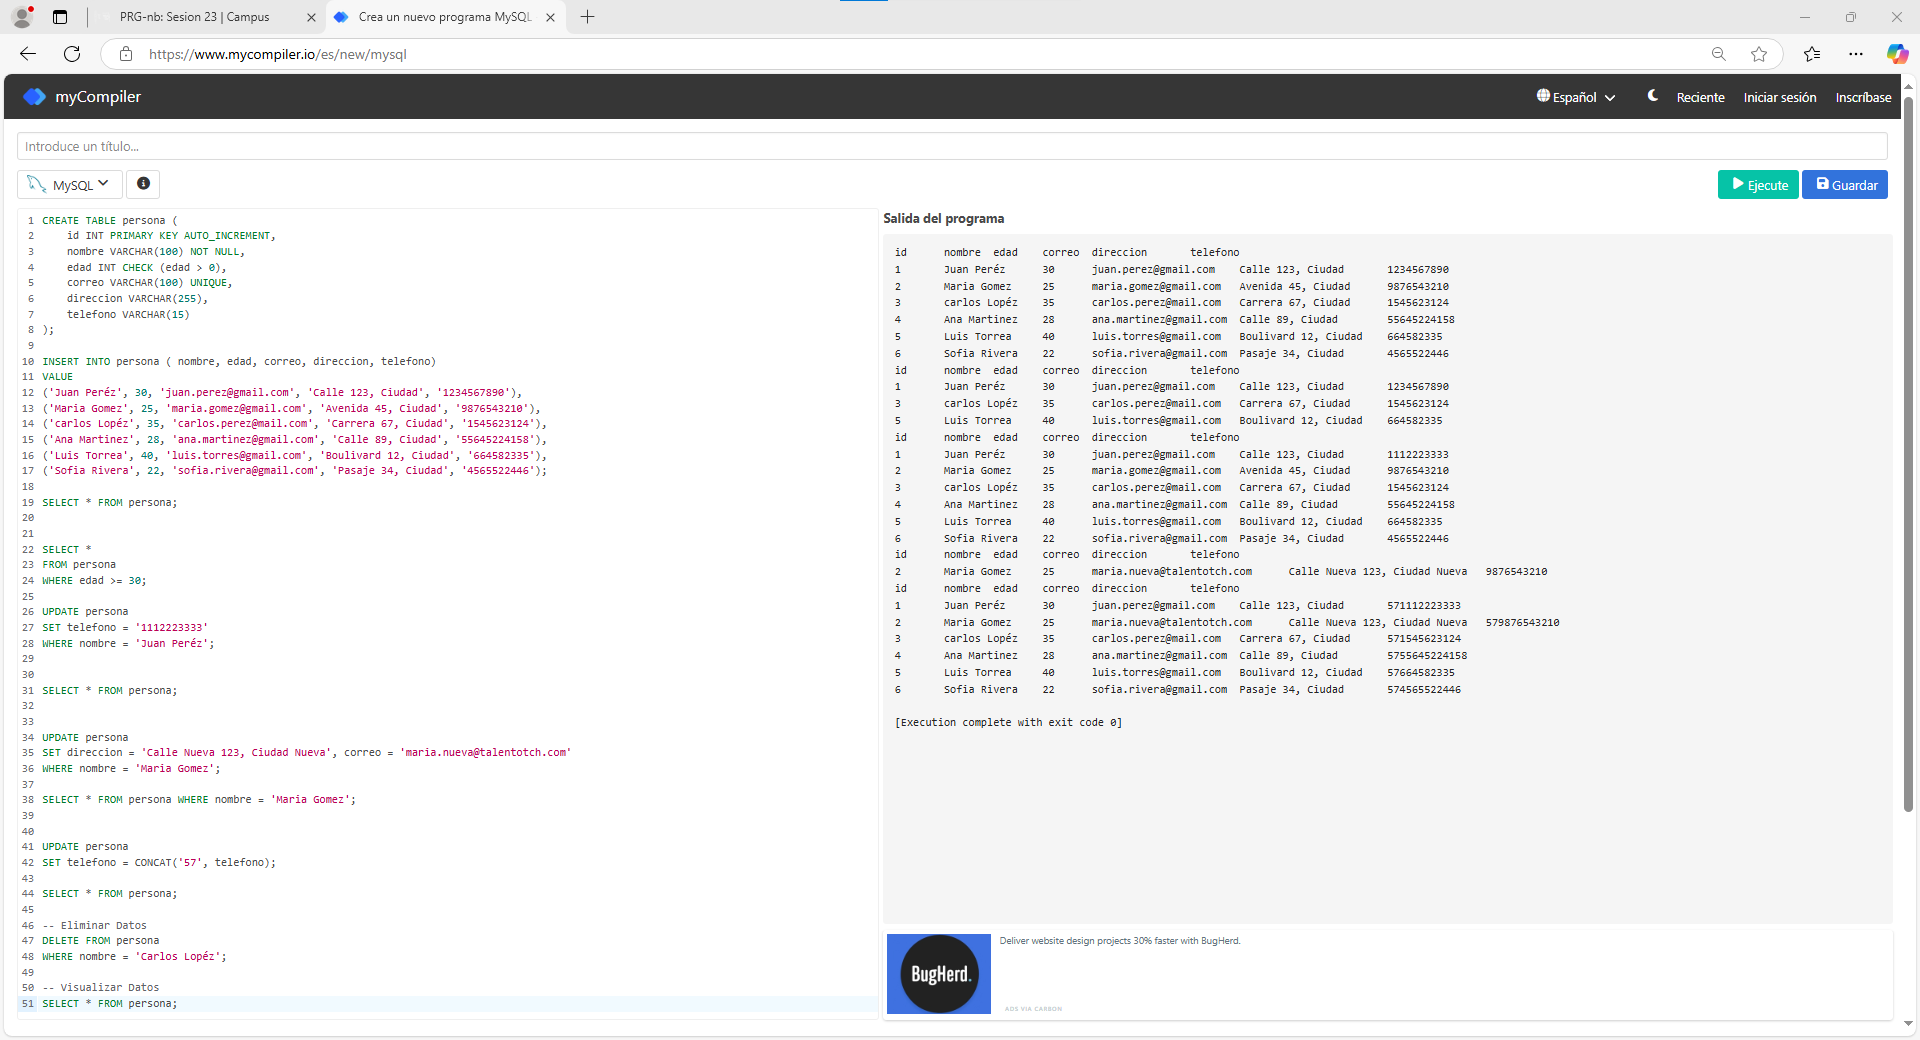 PRG-nb: Sesion 23 | Campus
Crea un nuevo programa MySQL
https://www.mycompiler.io/es/new/mysql
myCompiler
Español
Reciente
Iniciar sesión
Inscríbase
Introduce un título...
MySQL
Ejecute
Guardar
1 CREATE TABLE persona (
2 id INT PRIMARY KEY AUTO_INCREMENT,
3 nombre VARCHAR(100) NOT NULL,
4 edad INT CHECK (edad > 0),
5 correo VARCHAR(100) UNIQUE,
6 direccion VARCHAR(255),
7 telefono VARCHAR(15)
8 );
9
10 INSERT INTO persona ( nombre, edad, correo, direccion, telefono)
11 VALUE
12 ('Juan Peréz', 30, 'juan.perez@gmail.com', 'Calle 123, Ciudad', '1234567890'),
13 ('Maria Gomez', 25, 'maria.gomez@gmail.com', 'Avenida 45, Ciudad', '9876543210'),
14 ('carlos Lopéz', 35, 'carlos.perez@mail.com', 'Carrera 67, Ciudad', '1545623124'),
15 ('Ana Martinez', 28, 'ana.martinez@gmail.com', 'Calle 89, Ciudad', '55645224158'),
16 ('Luis Torrea', 40, 'luis.torres@gmail.com', 'Boulivard 12, Ciudad', '664582335'),
17 ('Sofia Rivera', 22, 'sofia.rivera@gmail.com', 'Pasaje 34, Ciudad', '4565522446');
18
19 SELECT * FROM persona;
20
21
22 SELECT *
23 FROM persona
24 WHERE edad >= 30;
25
26 UPDATE persona
27 SET telefono = '1112223333'
28 WHERE nombre = 'Juan Peréz';
29
30
31 SELECT * FROM persona;
32
33
34 UPDATE persona
35 SET direccion = 'Calle Nueva 123, Ciudad Nueva', correo = 'maria.nueva@talentotch.com'
36 WHERE nombre = 'Maria Gomez';
37
38 SELECT * FROM persona WHERE nombre = 'Maria Gomez';
39
40
41 UPDATE persona
42 SET telefono = CONCAT('57', telefono);
43
44 SELECT * FROM persona;
45
46 -- Eliminar Datos
47 DELETE FROM persona
48 WHERE nombre = 'Carlos Lopéz';
49
50 -- Visualizar Datos
51 SELECT * FROM persona;
Salida del programa
id nombre edad correo direccion telefono
1 Juan Peréz 30 juan.perez@gmail.com Calle 123, Ciudad 1234567890
2 Maria Gomez 25 maria.gomez@gmail.com Avenida 45, Ciudad 9876543210
3 carlos Lopéz 35 carlos.perez@mail.com Carrera 67, Ciudad 1545623124
4 Ana Martinez 28 ana.martinez@gmail.com Calle 89, Ciudad 55645224158
5 Luis Torrea 40 luis.torres@gmail.com Boulivard 12, Ciudad 664582335
6 Sofia Rivera 22 sofia.rivera@gmail.com Pasaje 34, Ciudad 4565522446
id nombre edad correo direccion telefono
1 Juan Peréz 30 juan.perez@gmail.com Calle 123, Ciudad 1234567890
3 carlos Lopéz 35 carlos.perez@mail.com Carrera 67, Ciudad 1545623124
5 Luis Torrea 40 luis.torres@gmail.com Boulivard 12, Ciudad 664582335
id nombre edad correo direccion telefono
1 Juan Peréz 30 juan.perez@gmail.com Calle 123, Ciudad 1112223333
2 Maria Gomez 25 maria.gomez@gmail.com Avenida 45, Ciudad 9876543210
3 carlos Lopéz 35 carlos.perez@mail.com Carrera 67, Ciudad 1545623124
4 Ana Martinez 28 ana.martinez@gmail.com Calle 89, Ciudad 55645224158
5 Luis Torrea 40 luis.torres@gmail.com Boulivard 12, Ciudad 664582335
6 Sofia Rivera 22 sofia.rivera@gmail.com Pasaje 34, Ciudad 4565522446
id nombre edad correo direccion telefono
2 Maria Gomez 25 maria.nueva@talentotch.com Calle Nueva 123, Ciudad Nueva 9876543210
id nombre edad correo direccion telefono
1 Juan Peréz 30 juan.perez@gmail.com Calle 123, Ciudad 571112223333
2 Maria Gomez 25 maria.nueva@talentotch.com Calle Nueva 123, Ciudad Nueva 579876543210
3 carlos Lopéz 35 carlos.perez@mail.com Carrera 67, Ciudad 571545623124
4 Ana Martinez 28 ana.martinez@gmail.com Calle 89, Ciudad 5755645224158
5 Luis Torrea 40 luis.torres@gmail.com Boulivard 12, Ciudad 57664582335
6 Sofia Rivera 22 sofia.rivera@gmail.com Pasaje 34, Ciudad 574565522446
[Execution complete with exit code 0]
BugHerd.
Deliver website design projects 30% faster with BugHerd.
ADS VIA CARBON